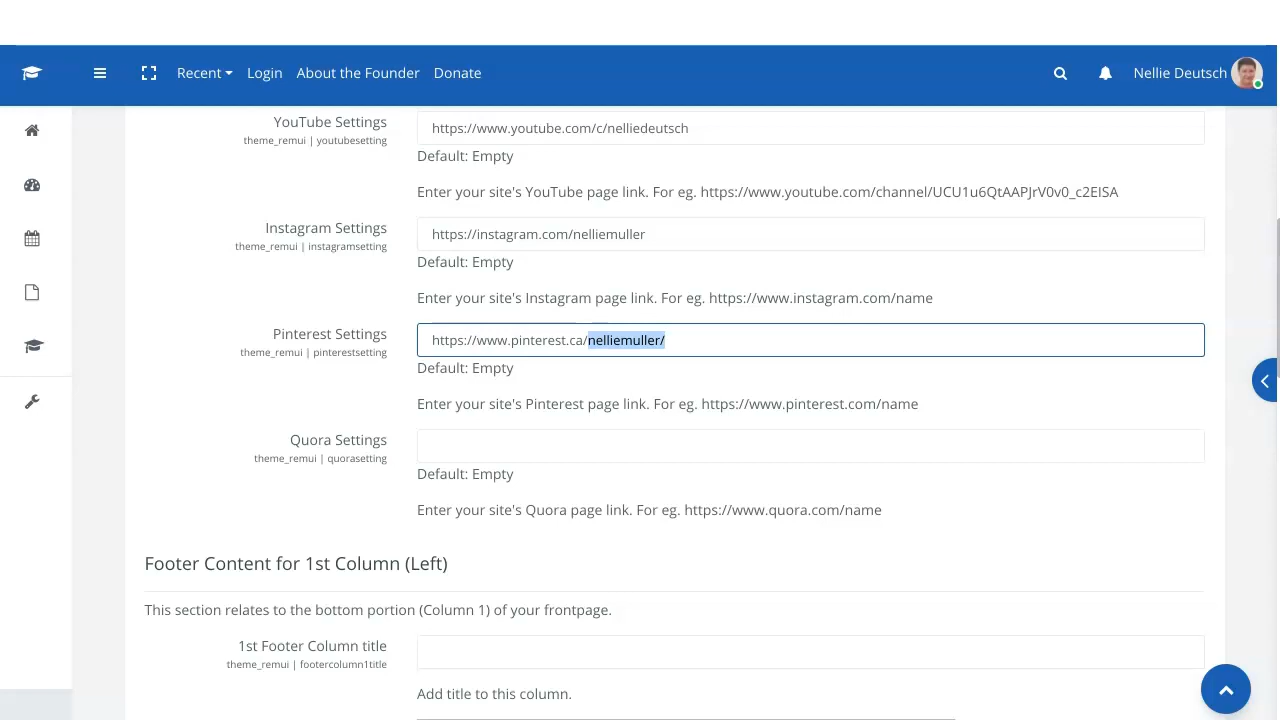 Recent Login About the Founder Donate Nellie Deutsch
YouTube Settings https://www.youtube.com/c/nelliedeutsch
theme_remui | youtubesetting
Default: Empty
Enter your site's YouTube page link. For eg. https://www.youtube.com/channel/UCU1u6QtAAPJrV0v0_c2EISA
Instagram Settings https://instagram.com/nelliemuller
theme_remui | instagramsetting
Default: Empty
Enter your site's Instagram page link. For eg. https://www.instagram.com/name
Pinterest Settings https://www.pinterest.ca/nelliemuller/
theme_remui | pinterestsetting
Default: Empty
Enter your site's Pinterest page link. For eg. https://www.pinterest.com/name
Quora Settings
theme_remui | quorasetting
Default: Empty
Enter your site's Quora page link. For eg. https://www.quora.com/name
Footer Content for 1st Column (Left)
This section relates to the bottom portion (Column 1) of your frontpage.
1st Footer Column title
theme_remui | footercolumn1title
Add title to this column.